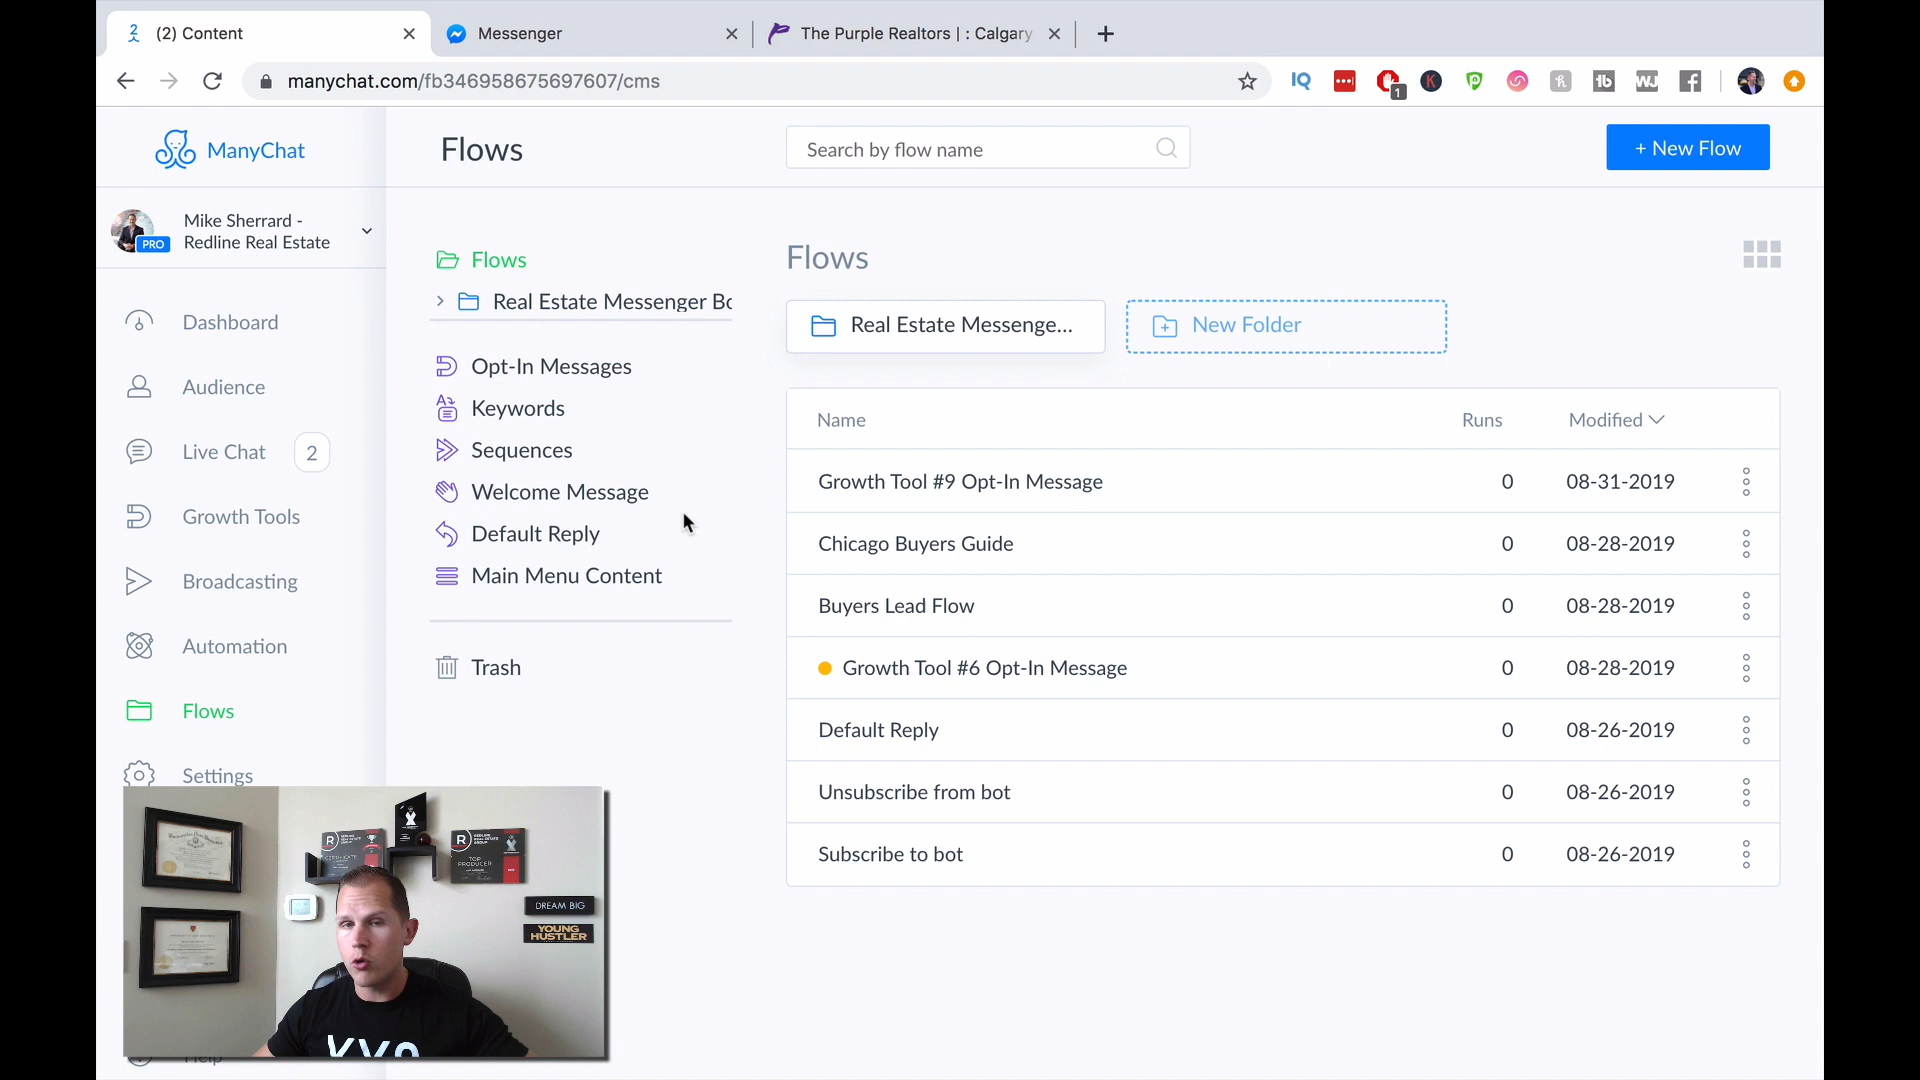 (2) Content
Messenger
The Purple Realtors | : Calgary
manychat.com/fb346958675697607/cms
1
ManyChat
Flows
Search by flow name
+ New Flow
Mike Sherrard -
Redline Real Estate
PRO
Dashboard
Audience
Live Chat
2
Growth Tools
Broadcasting
Automation
Flows
Settings
Help
Flows
Real Estate Messenger Bo
Opt-In Messages
Keywords
Sequences
Welcome Message
Default Reply
Main Menu Content
Trash
Flows
Real Estate Messenge...
New Folder
Name Runs Modified
Growth Tool #9 Opt-In Message 0 08-31-2019
Chicago Buyers Guide 0 08-28-2019
Buyers Lead Flow 0 08-28-2019
Growth Tool #6 Opt-In Message 0 08-28-2019
Default Reply 0 08-26-2019
Unsubscribe from bot 0 08-26-2019
Subscribe to bot 0 08-26-2019
TOP
PRODUCER
DREAM BIG
YOUNG
HUSTLER